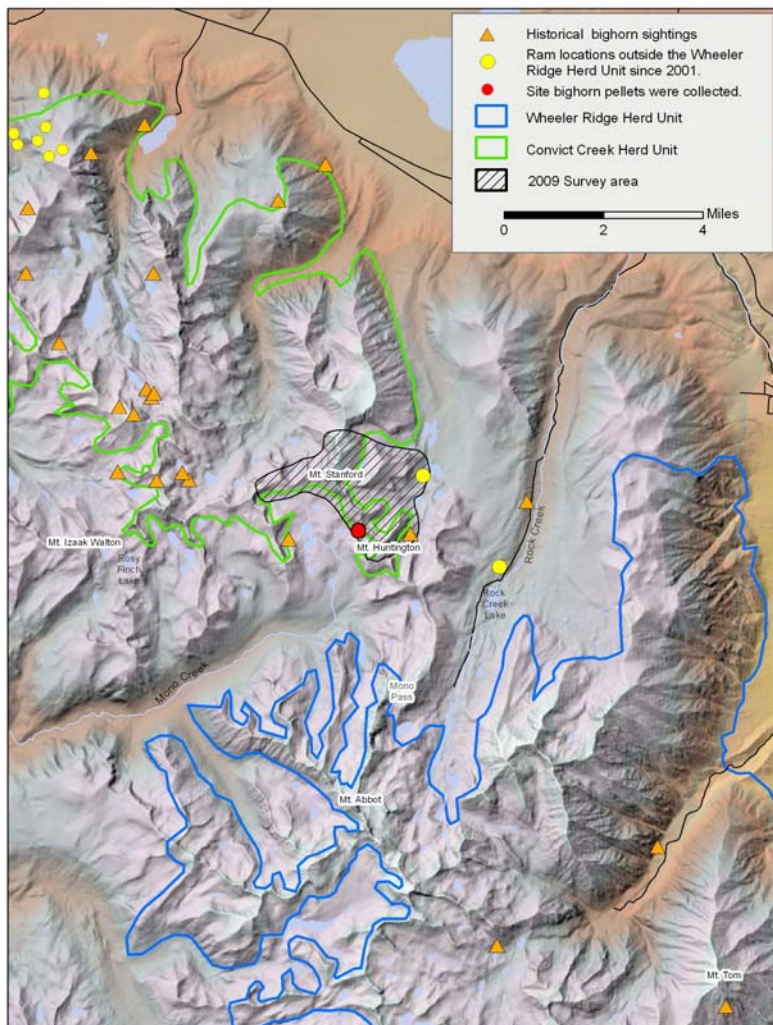 Historical bighorn sightings
Ram locations outside the Wheeler
Ridge Herd Unit since 2001.
Site bighorn pellets were collected.
Wheeler Ridge Herd Unit
Convict Creek Herd Unit
2009 Survey area
Miles
0
2
4
Mt. Stanford
Mt. Izaak Walton
Rosy
Finch
Lake
Mt. Huntington
Rock Creek
Rock
Creek
Lake
Mono Creek
Mono
Pass
Mt. Abbot
Mt. Tom